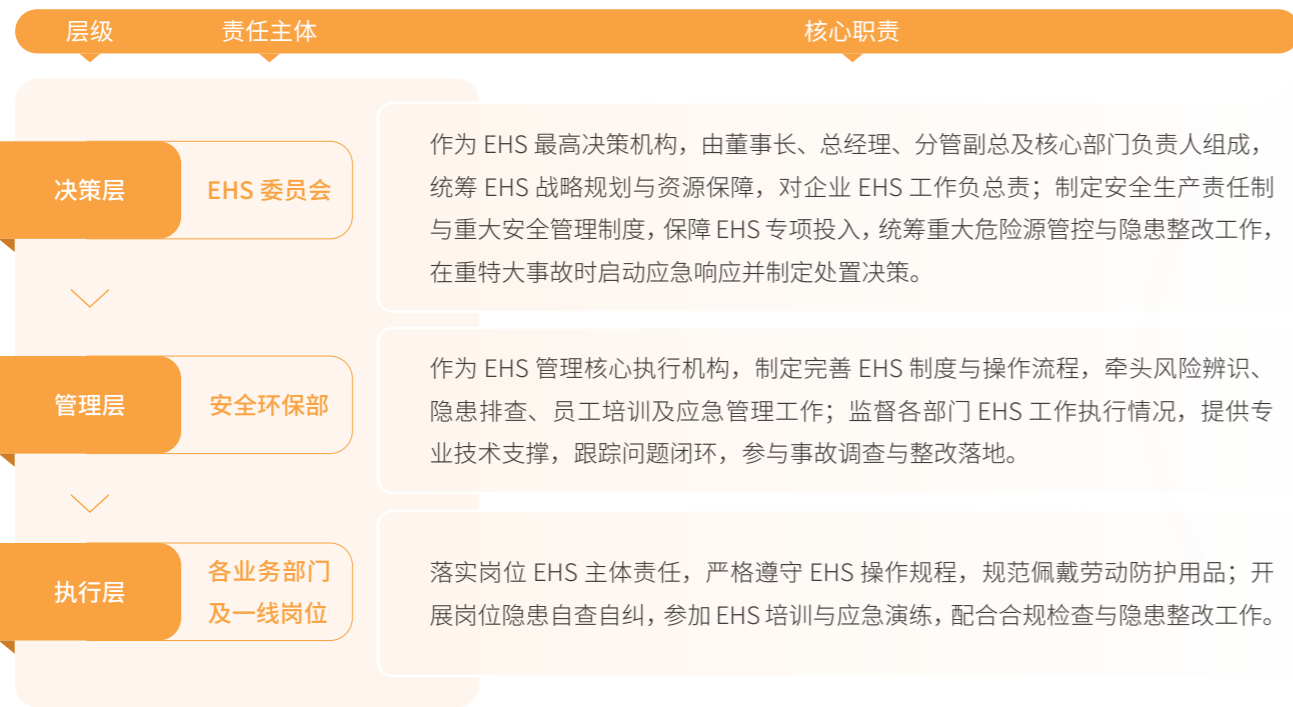 层级 责任主体 核心职责
决策层 EHS 委员会
作为 EHS 最高决策机构，由董事长、总经理、分管副总及核心部门负责人组成，
统筹 EHS 战略规划与资源保障，对企业 EHS 工作负总责；制定安全生产责任制
与重大安全管理制度，保障 EHS 专项投入，统筹重大危险源管控与隐患整改工作，
在重特大事故时启动应急响应并制定处置决策。
管理层 安全环保部
作为 EHS 管理核心执行机构，制定完善 EHS 制度与操作流程，牵头风险辨识、
隐患排查、员工培训及应急管理工作；监督各部门 EHS 工作执行情况，提供专
业技术支撑，跟踪问题闭环，参与事故调查与整改落地。
执行层 各业务部门
及一线岗位
落实岗位 EHS 主体责任，严格遵守 EHS 操作规程，规范佩戴劳动防护用品；开
展岗位隐患自查自纠，参加 EHS 培训与应急演练，配合合规检查与隐患整改工作。